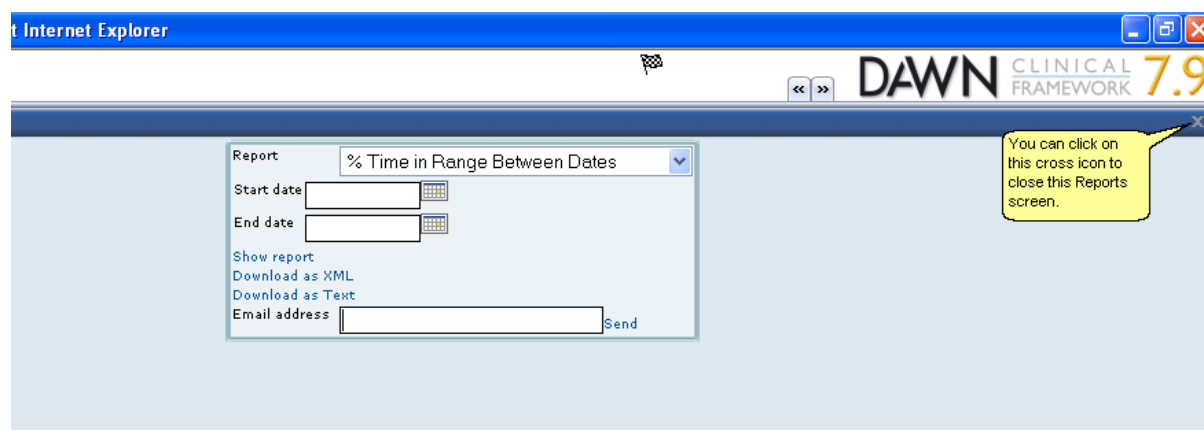 t Internet Explorer
« »
DAWN CLINICAL FRAMEWORK 7.9
x
You can click on
this cross icon to
close this Reports
screen.
Report % Time in Range Between Dates
Start date
End date
Show report
Download as XML
Download as Text
Email address Send